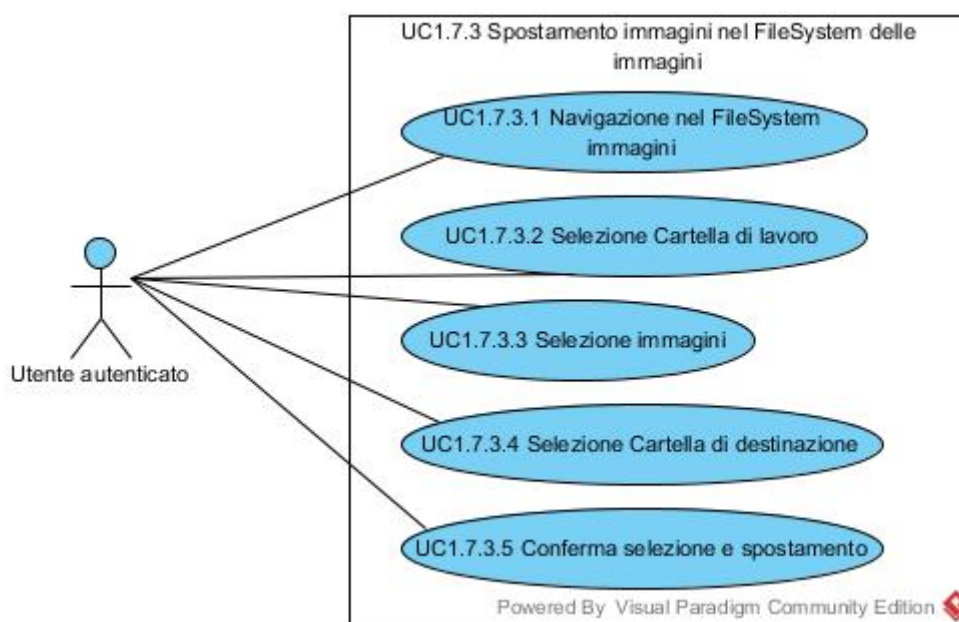 UC1.7.3 Spostamento immagini nel FileSystem delle
immagini
UC1.7.3.1 Navigazione nel FileSystem
immagini
UC1.7.3.2 Selezione Cartella di lavoro
UC1.7.3.3 Selezione immagini
Utente autenticato
UC1.7.3.4 Selezione Cartella di destinazione
UC1.7.3.5 Conferma selezione e spostamento
Powered By Visual Paradigm Community Edition